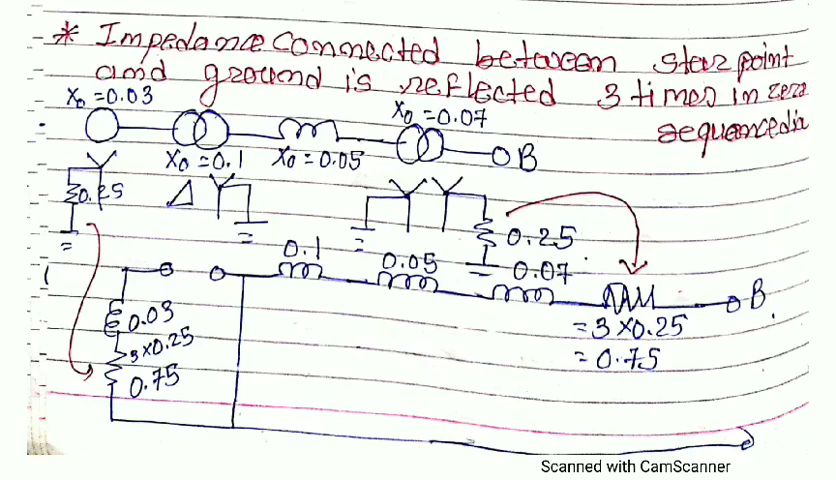 * Impedance connected between star point
and ground is reflected 3 times in zero
sequence dia
X₀ = 0.03
X₀ = 0.07
B
X₀ = 0.1 X₀ = 0.05
0.25
Δ
0.25
0.1
0.05
0.07
B
0.03
3×0.25
0.75
= 3×0.25
= 0.75
Scanned with CamScanner